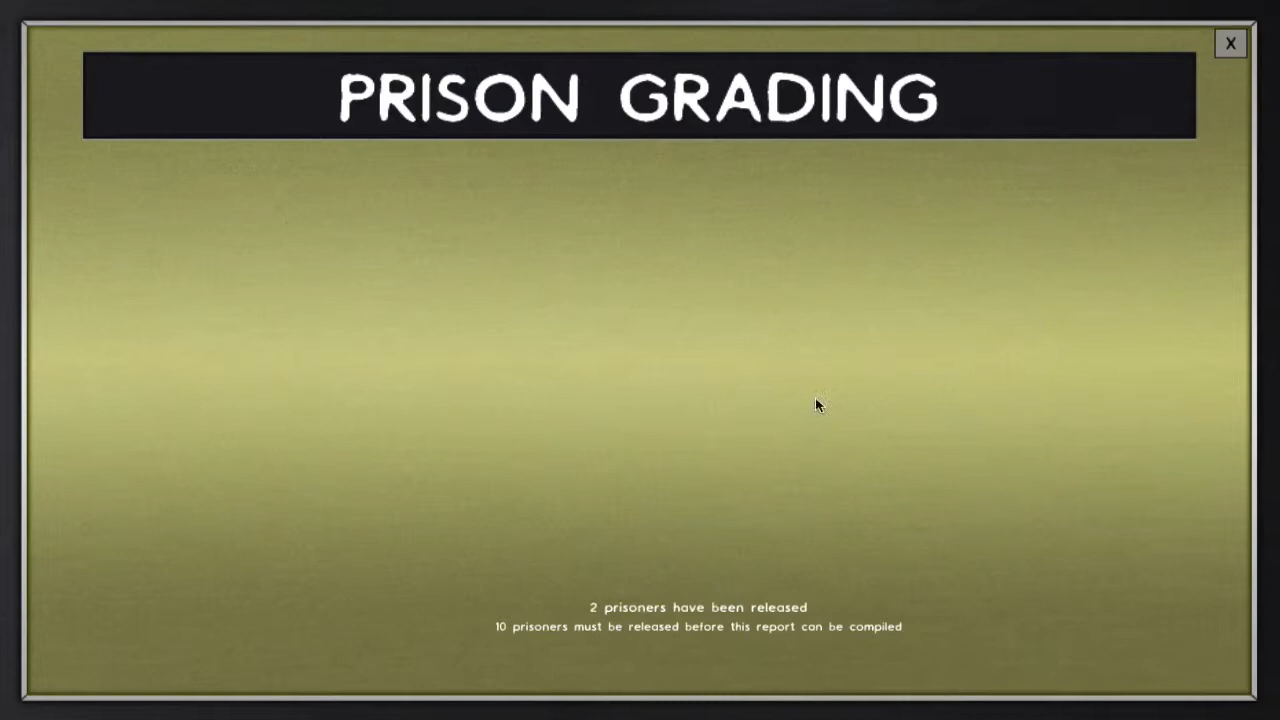 X
PRISON GRADING
2 prisoners have been released
10 prisoners must be released before this report can be compiled